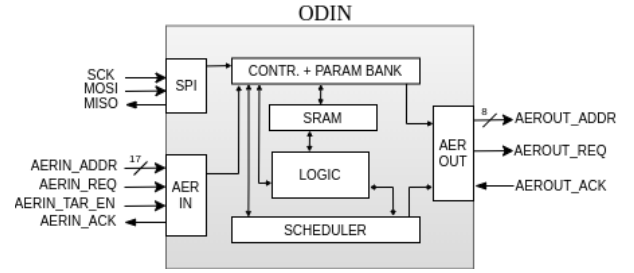 ODIN
SCK
MOSI
MISO
SPI
CONTR. + PARAM BANK
SRAM
8
AEROUT_ADDR
AER
OUT
AEROUT_REQ
AEROUT_ACK
17
AERIN_ADDR
AERIN_REQ
AERIN_TAR_EN
AERIN_ACK
AER
IN
LOGIC
SCHEDULER